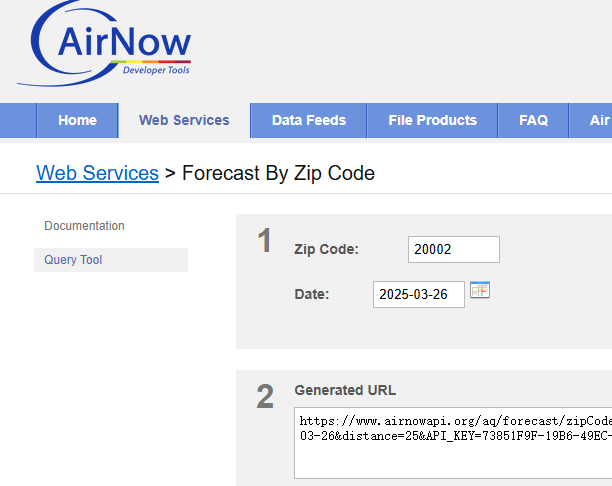 AirNow
Developer Tools
Home Web Services Data Feeds File Products FAQ Air
Web Services > Forecast By Zip Code
Documentation
Query Tool
1
Zip Code: 20002
Date: 2025-03-26
2
Generated URL
https://www.airnowapi.org/aq/forecast/zipCode
03-26&distance=25&API_KEY=73851F9F-19B6-49EC-